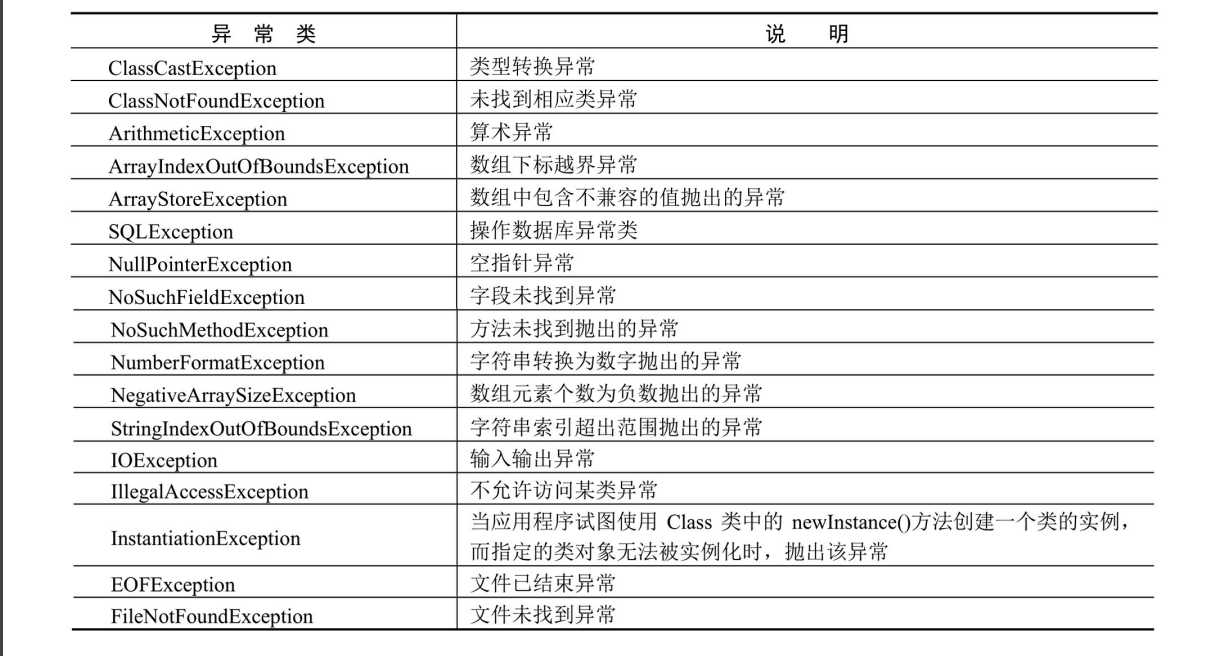 异 常 类 说 明
ClassCastException 类型转换异常
ClassNotFoundException 未找到相应类异常
ArithmeticException 算术异常
ArrayIndexOutOfBoundsException 数组下标越界异常
ArrayStoreException 数组中包含不兼容的值抛出的异常
SQLException 操作数据库异常类
NullPointerException 空指针异常
NoSuchFieldException 字段未找到异常
NoSuchMethodException 方法未找到抛出的异常
NumberFormatException 字符串转换为数字抛出的异常
NegativeArraySizeException 数组元素个数为负数抛出的异常
StringIndexOutOfBoundsException 字符串索引超出范围抛出的异常
IOException 输入输出异常
IllegalAccessException 不允许访问某类异常
InstantiationException 当应用程序试图使用 Class 类中的 newInstance()方法创建一个类的实例，
而指定的类对象无法被实例化时，抛出该异常
EOFException 文件已结束异常
FileNotFoundException 文件未找到异常